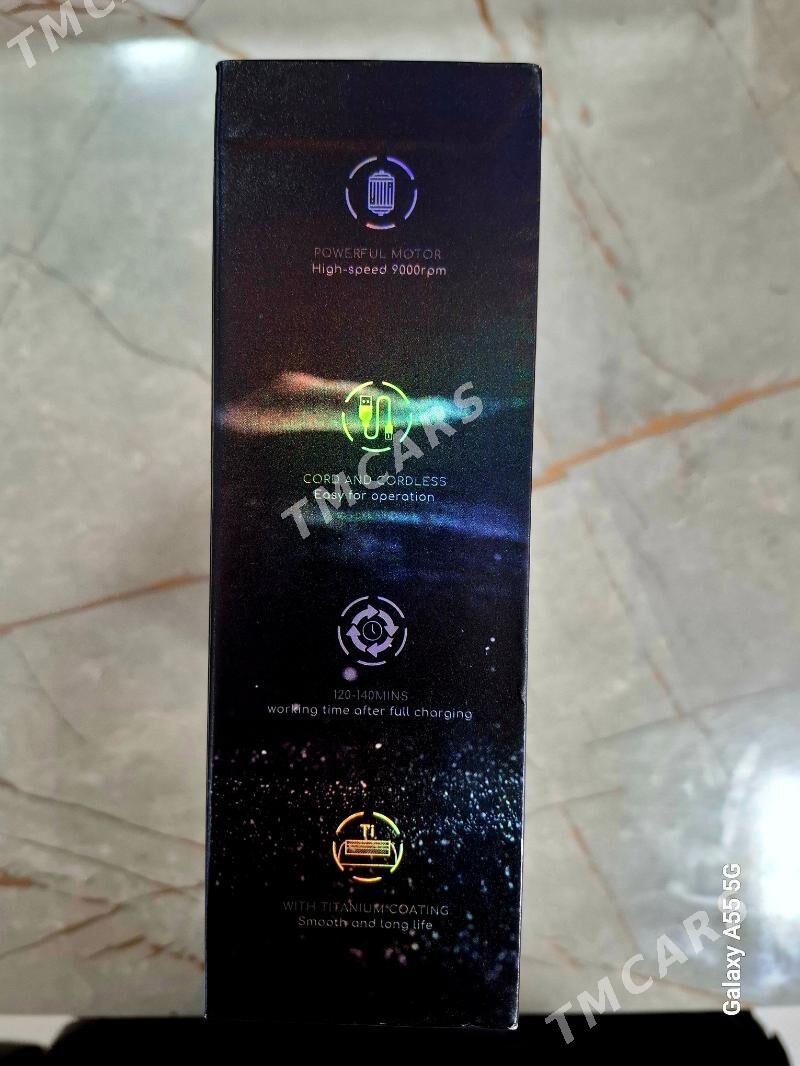 TMCARS
POWERFUL MOTOR
High-speed 9000rpm
TMCARS
CORD AND CORDLESS
Easy for operation
120-140MINS
working time after full charging
Ti
WITH TITANIUM COATING
Smooth and long life
Galaxy A55 5G
TMCARS